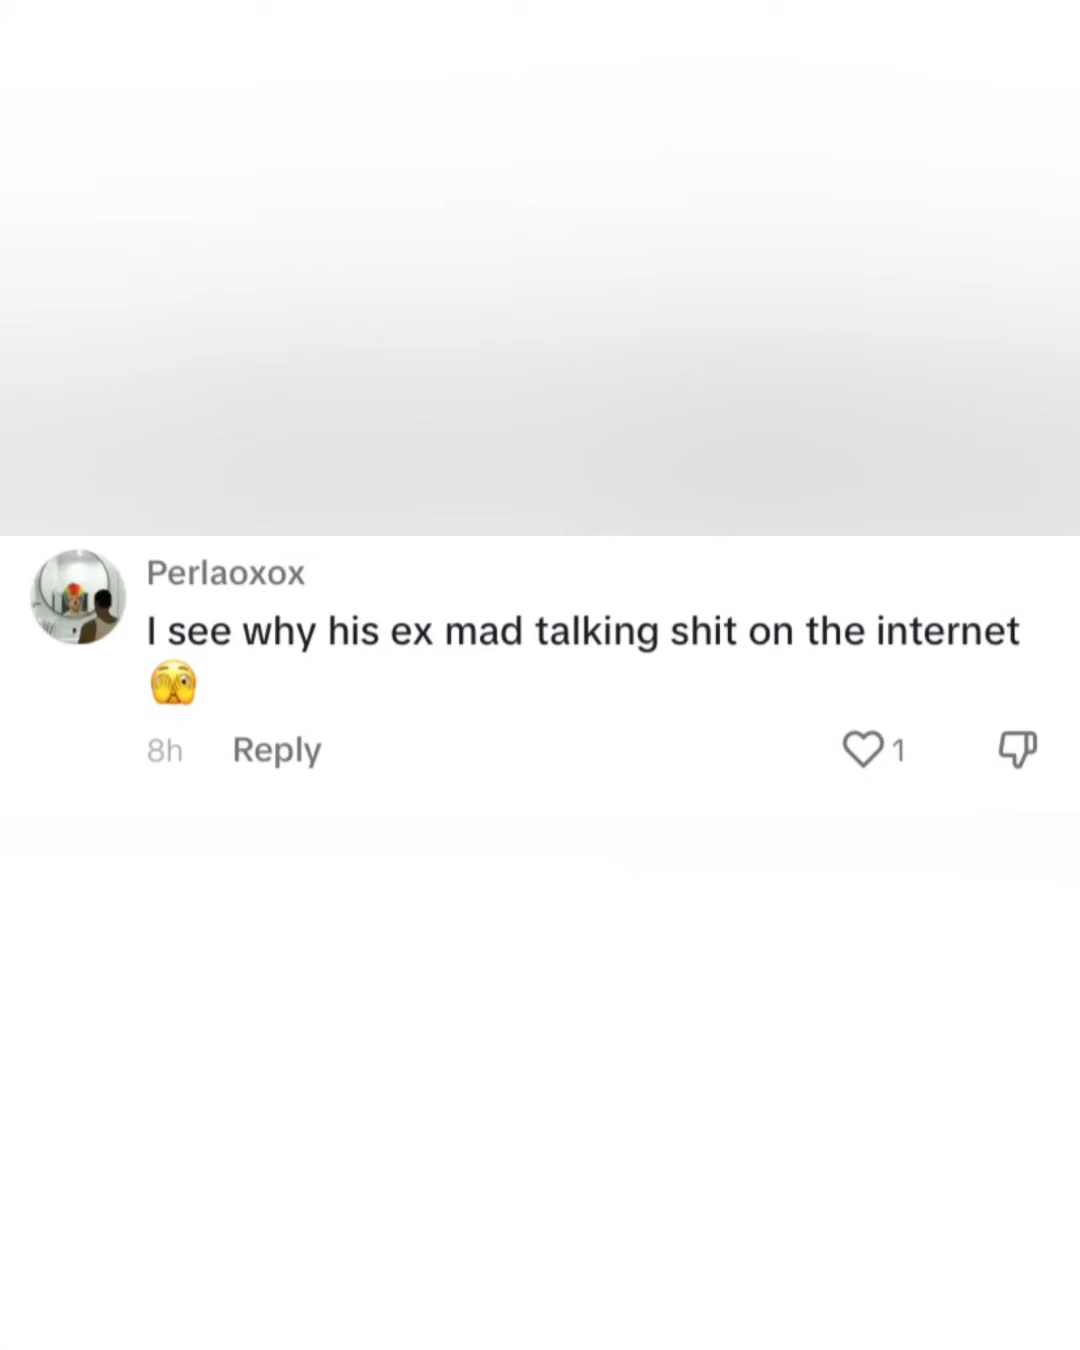 Perlaoxox
I see why his ex mad talking shit on the internet
🫣
8h Reply 1